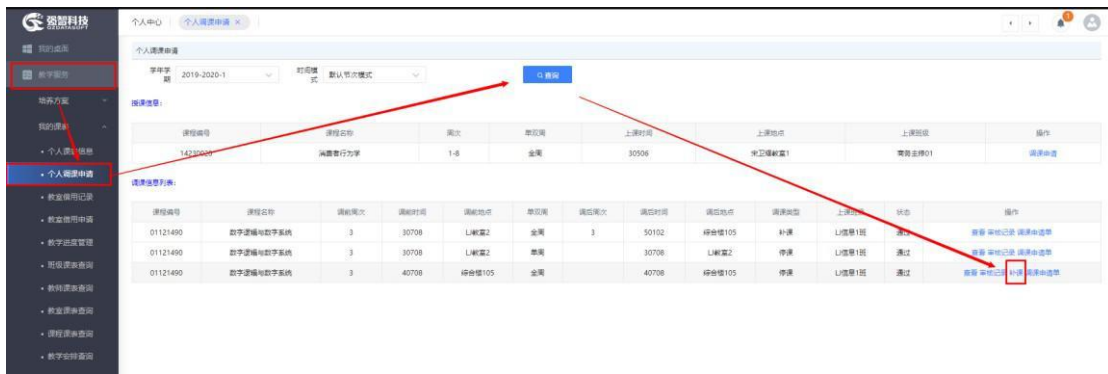 强智科技
QZDATASOFT
个人中心 个人调课申请 ×
我的桌面
教学服务
培养方案
我的课表
• 个人课表信息
• 个人调课申请
• 教室借用记录
• 教室借用申请
• 教学进度管理
• 班级课表查询
• 教师课表查询
• 教室课表查询
• 课程课表查询
• 教学安排查询
个人调课申请
学年学期 2019-2020-1 时间模式 默认节次模式 查询
授课信息：
课程编号 课程名称 周次 单双周 上课时间 上课地点 上课班级 操作
消费者行为学 1-8 全周 30506 调课申请
调课信息列表：
课程编号 课程名称 调前周次 调前时间 调前地点 单双周 调后周次 调后时间 调后地点 调课类型 上课班级 状态 操作
01121490 数字逻辑与数字系统 3 30708 LJ教室2 全周 3 50102 综合楼105 补课 LJ信息1班 通过 查看 审核记录 调课申请单
01121490 数字逻辑与数字系统 3 30708 LJ教室2 单周 30708 LJ教室2 停课 LJ信息1班 通过 查看 审核记录 调课申请单
01121490 数字逻辑与数字系统 3 40708 综合楼105 全周 40708 综合楼105 停课 LJ信息1班 通过 查看 审核记录 补课 调课申请单